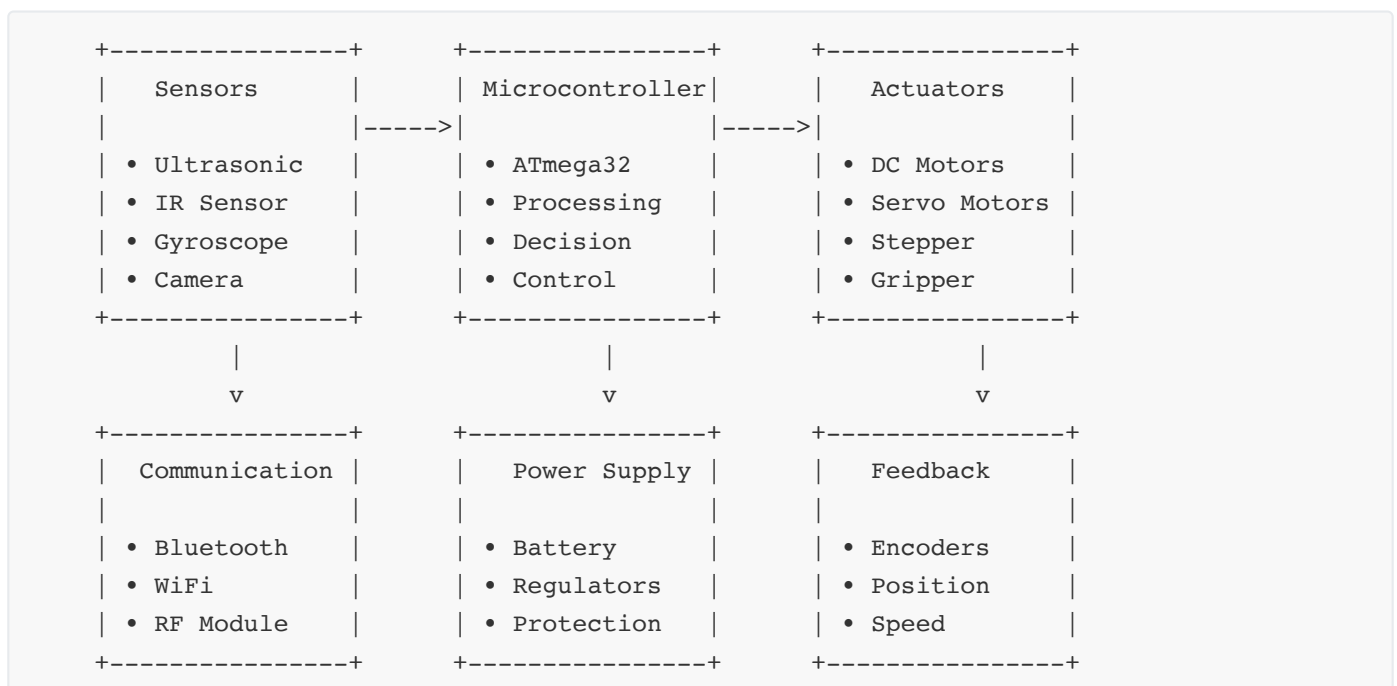 +----------------+      +----------------+      +----------------+
|   Sensors      |      | Microcontroller|      |   Actuators    |
|                |----->|                |----->|                |
| • Ultrasonic   |      | • ATmega32     |      | • DC Motors    |
| • IR Sensor    |      | • Processing   |      | • Servo Motors |
| • Gyroscope    |      | • Decision     |      | • Stepper      |
| • Camera       |      | • Control      |      | • Gripper      |
+----------------+      +----------------+      +----------------+
         |                        |                        |
         v                        v                        v
+----------------+      +----------------+      +----------------+
|  Communication |      |   Power Supply |      |   Feedback     |
|                |      |                |      |                |
| • Bluetooth    |      | • Battery      |      | • Encoders     |
| • WiFi         |      | • Regulators   |      | • Position     |
| • RF Module    |      | • Protection   |      | • Speed        |
+----------------+      +----------------+      +----------------+